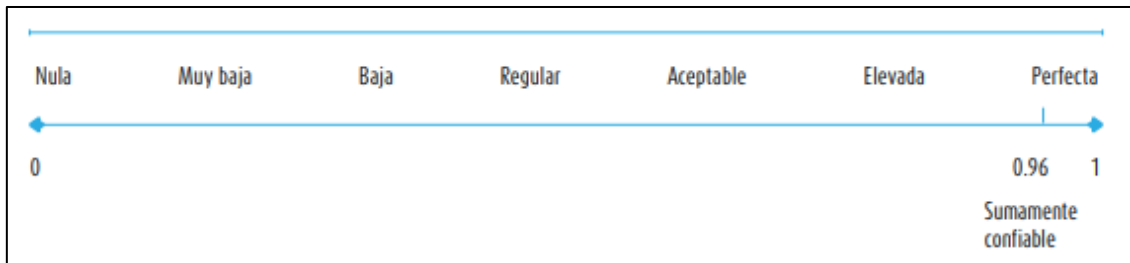 Nula Muy baja Baja Regular Aceptable Elevada Perfecta
0 0.96 1
Sumamente
confiable